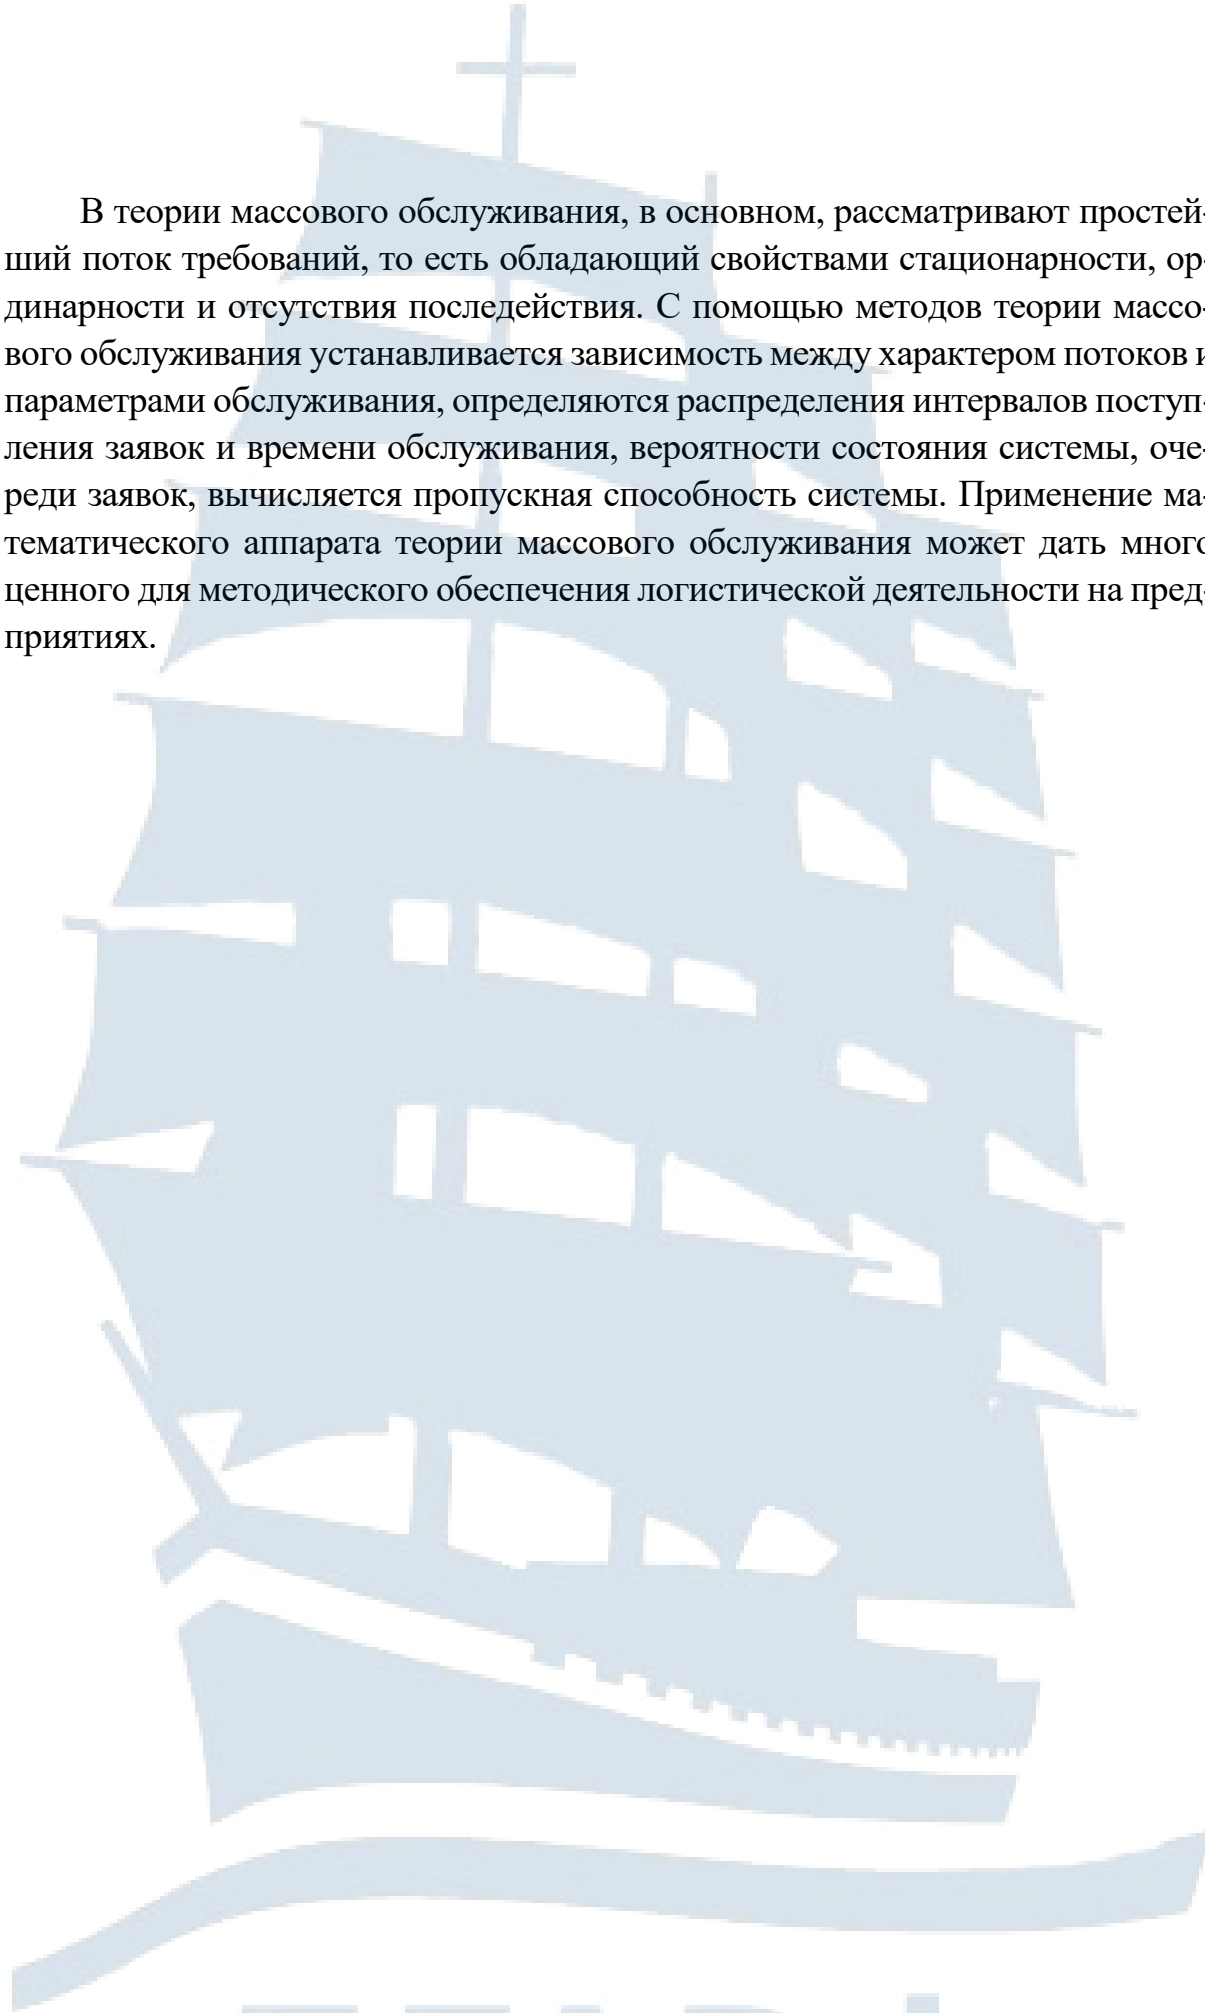 В теории массового обслуживания, в основном, рассматривают простей-
ший поток требований, то есть обладающий свойствами стационарности, ор-
динарности и отсутствия последействия. С помощью методов теории массо-
вого обслуживания устанавливается зависимость между характером потоков и
параметрами обслуживания, определяются распределения интервалов поступ-
ления заявок и времени обслуживания, вероятности состояния системы, оче-
реди заявок, вычисляется пропускная способность системы. Применение ма-
тематического аппарата теории массового обслуживания может дать много
ценного для методического обеспечения логистической деятельности на пред-
приятиях.